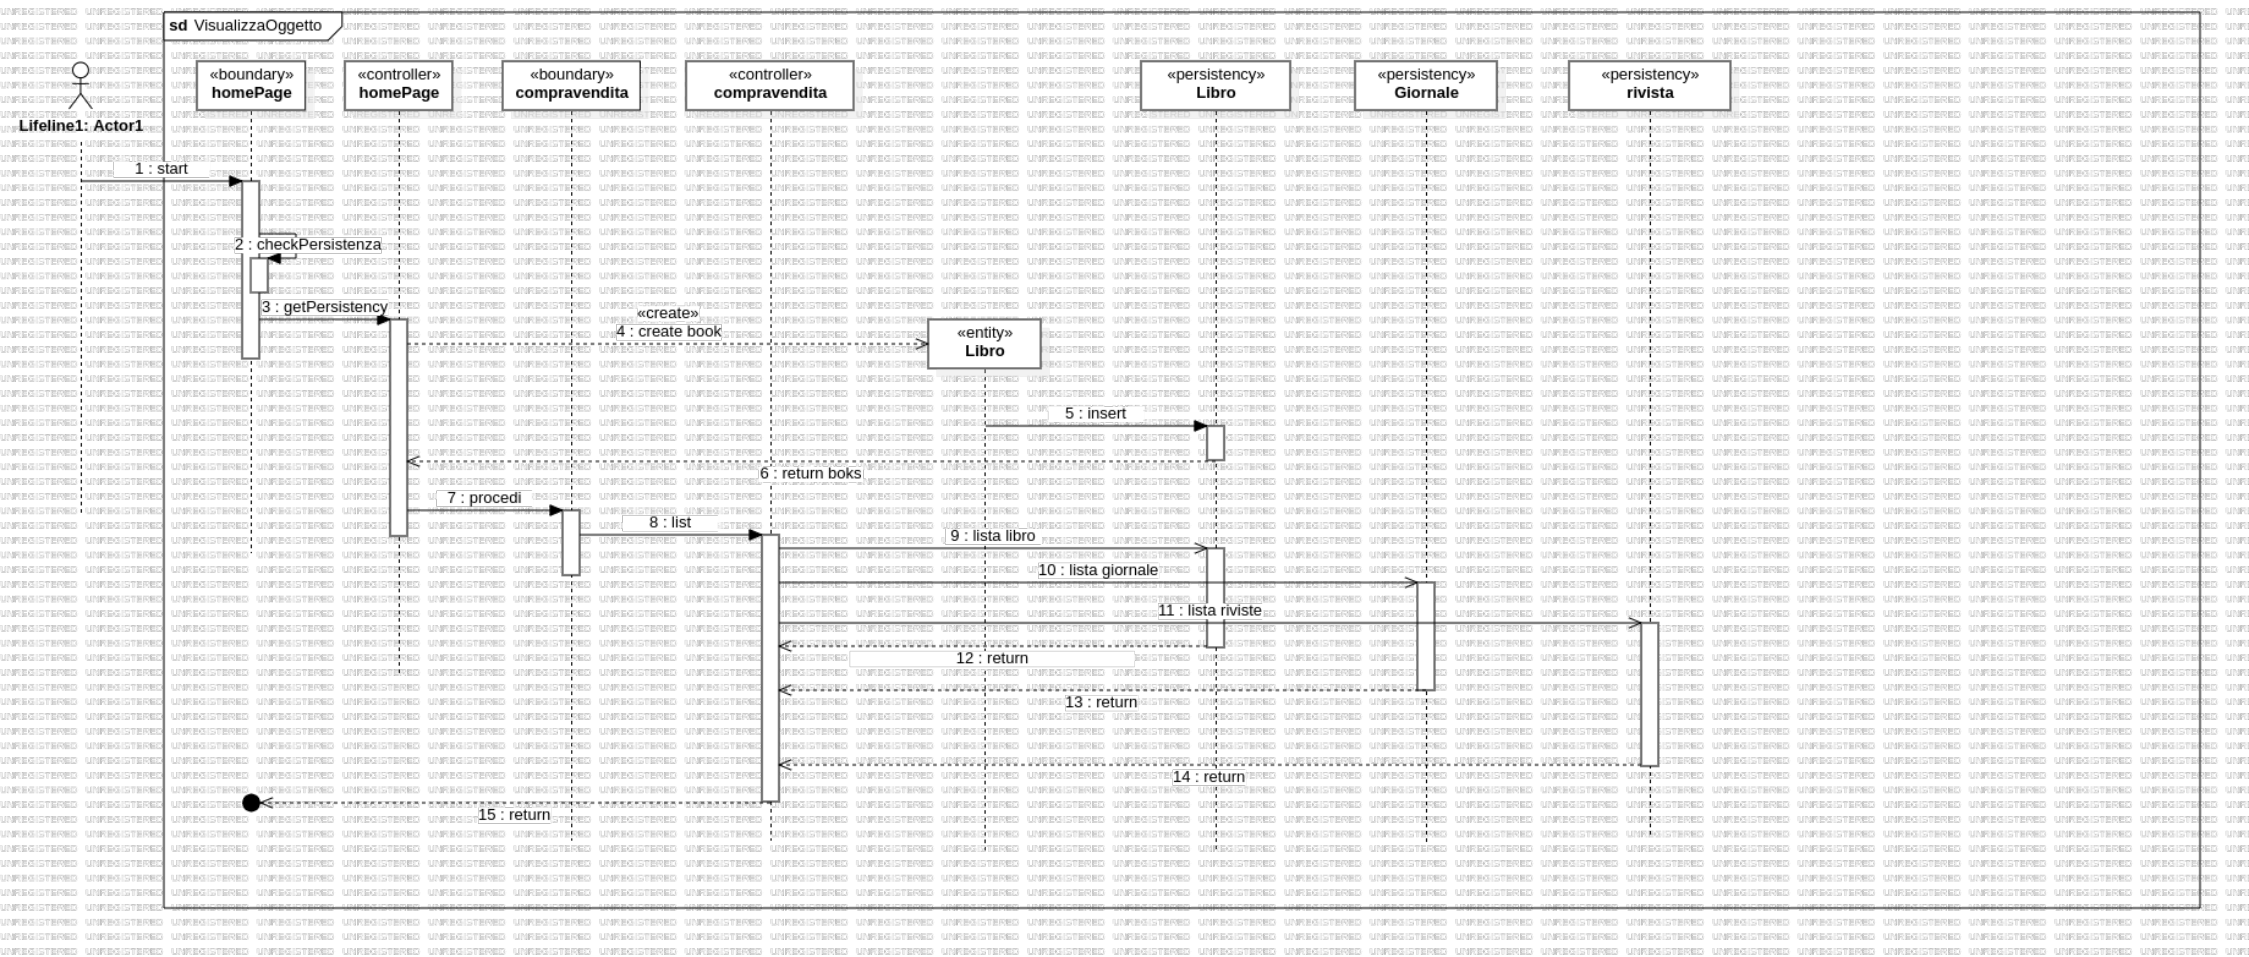 sd VisualizzaOggetto
«boundary»
homePage
«controller»
homePage
«boundary»
compravendita
«controller»
compravendita
«persistency»
Libro
«persistency»
Giornale
«persistency»
rivista
Lifeline1: Actor1
1 : start
2 : checkPersistenza
3 : getPersistency
«create»
4 : create book
«entity»
Libro
5 : insert
6 : return boks
7 : procedi
8 : list
9 : lista libro
10 : lista giornale
11 : lista riviste
12 : return
13 : return
14 : return
15 : return
UNREGISTERED